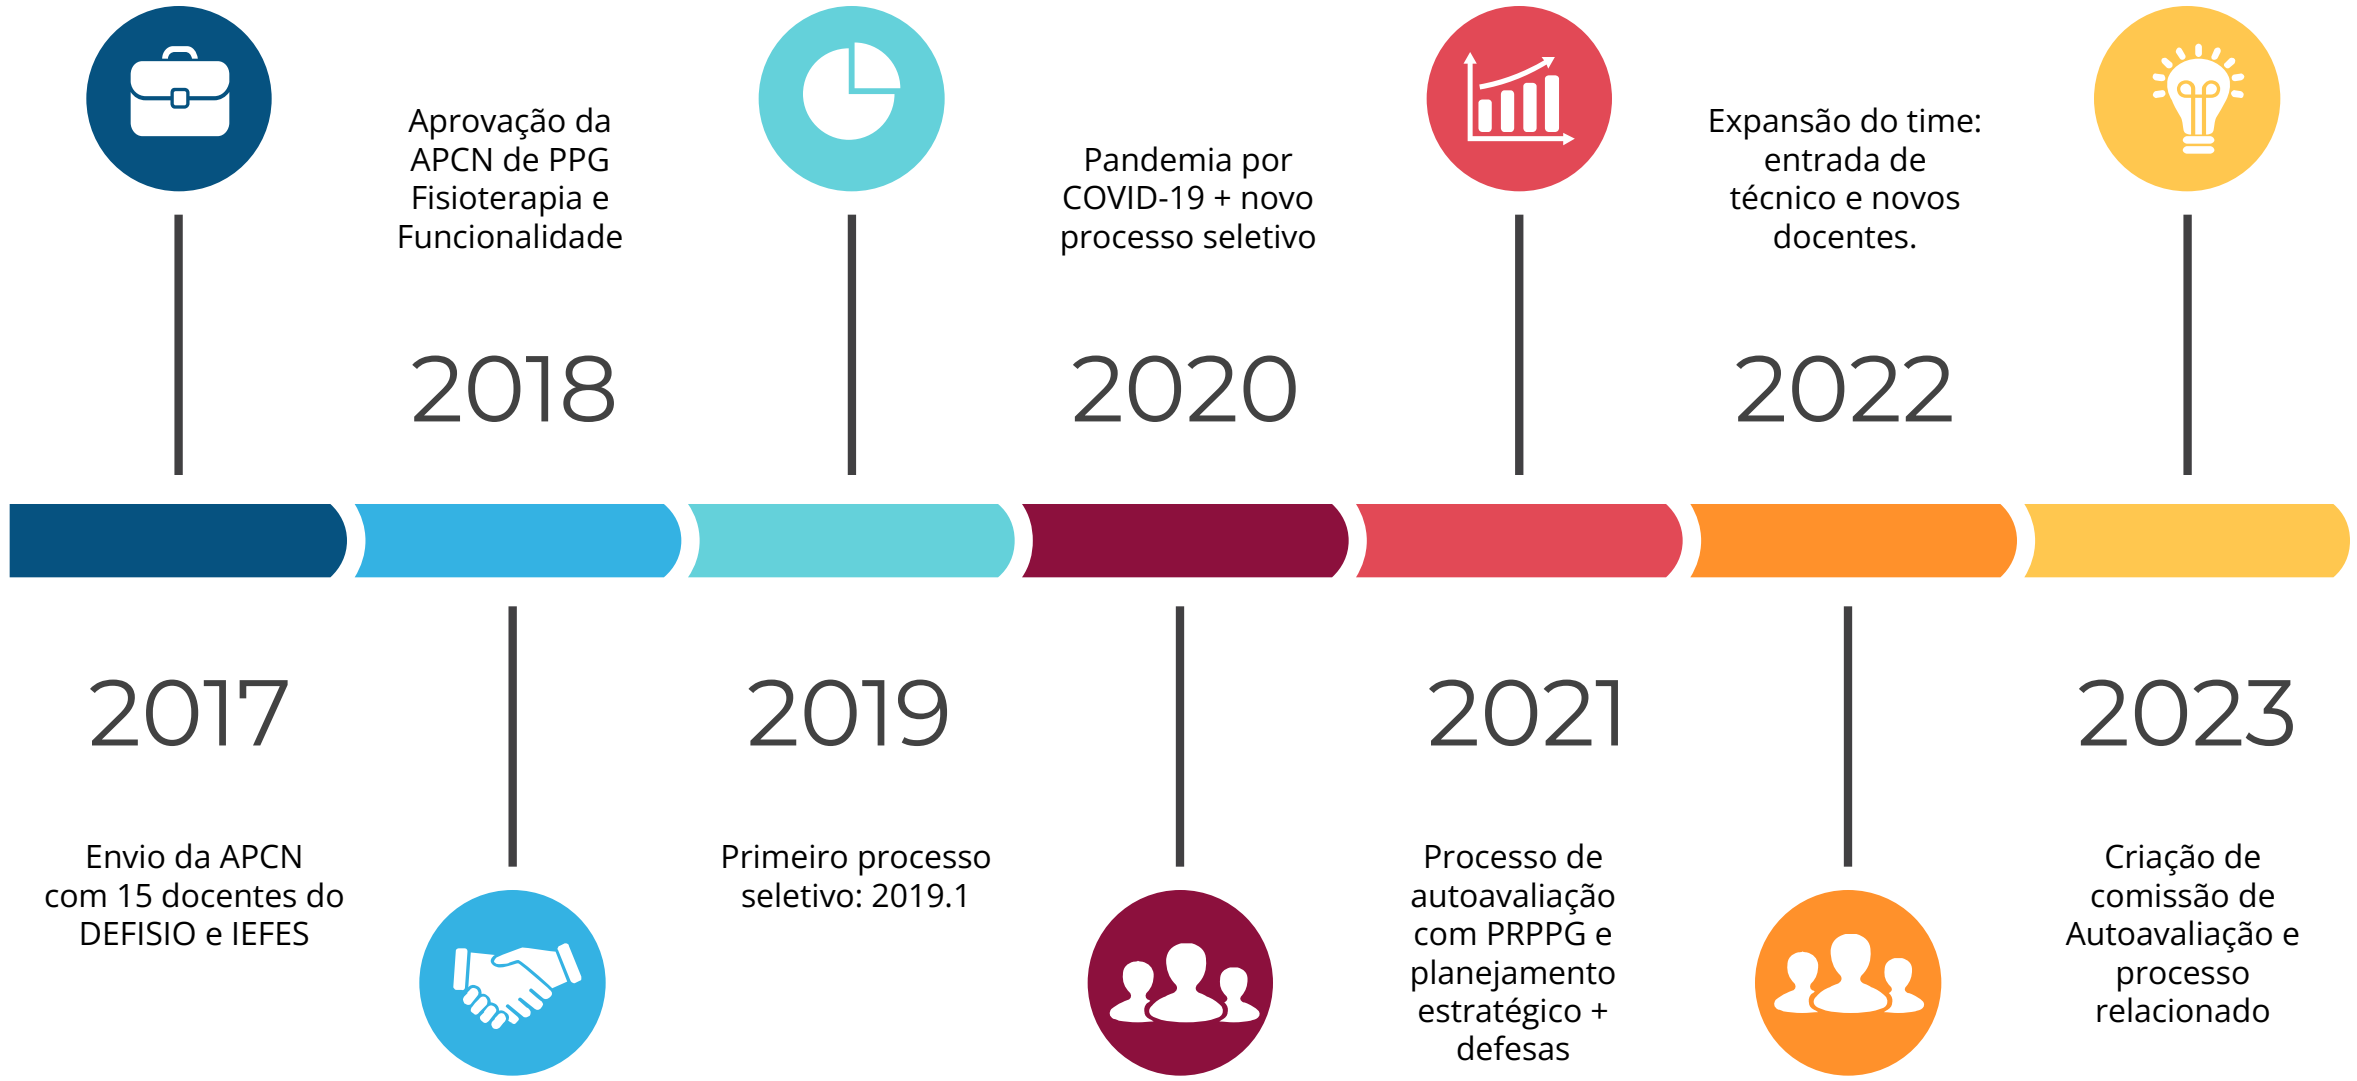 2017
Envio da APCN
com 15 docentes do
DEFISIO e IEFES
Aprovação da
APCN de PPG
Fisioterapia e
Funcionalidade
2018
2019
Primeiro processo
seletivo: 2019.1
Pandemia por
COVID-19 + novo
processo seletivo
2020
2021
Processo de
autoavaliação
com PRPPG e
planejamento
estratégico +
defesas
Expansão do time:
entrada de
técnico e novos
docentes.
2022
2023
Criação de
comissão de
Autoavaliação e
processo
relacionado